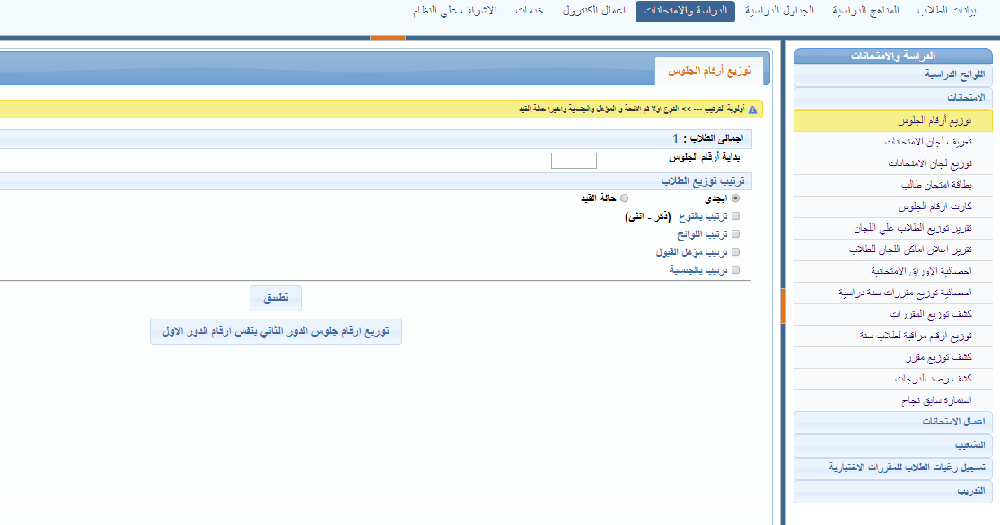 بيانات الطلاب المناهج الدراسية الجداول الدراسية الدراسة والامتحانات اعمال الكنترول خدمات الاشراف علي النظام
الدراسة والامتحانات
اللوائح الدراسية
الامتحانات
توزيع أرقام الجلوس
تعريف لجان الامتحانات
توزيع لجان الامتحانات
بطاقة امتحان طالب
كارت ارقام الجلوس
تقرير توزيع الطلاب علي اللجان
تقرير اعلان اماكن اللجان للطلاب
احصائية الاوراق الامتحانية
احصائية توزيع مقررات سنة دراسية
كشف توزيع المقررات
توزيع ارقام مراقبة لطلاب سنة
كشف توزيع مقرر
كشف رصد الدرجات
استمارة سابق نجاح
اعمال الامتحانات
التشعيب
تسجيل رغبات الطلاب للمقررات الاختيارية
التدريب
توزيع أرقام الجلوس
أولوية الترتيب --- >> النوع اولا ثم الائحة و المؤهل والجنسية واخيرا حالة القيد
اجمالى الطلاب : 1
بداية أرقام الجلوس
ترتيب توزيع الطلاب
ابجدى حالة القيد
ترتيب بالنوع (ذكر - انثي)
ترتيب اللوائح
ترتيب مؤهل القبول
ترتيب بالجنسية
تطبيق
توزيع ارقام جلوس الدور الثاني بنفس ارقام الدور الاول